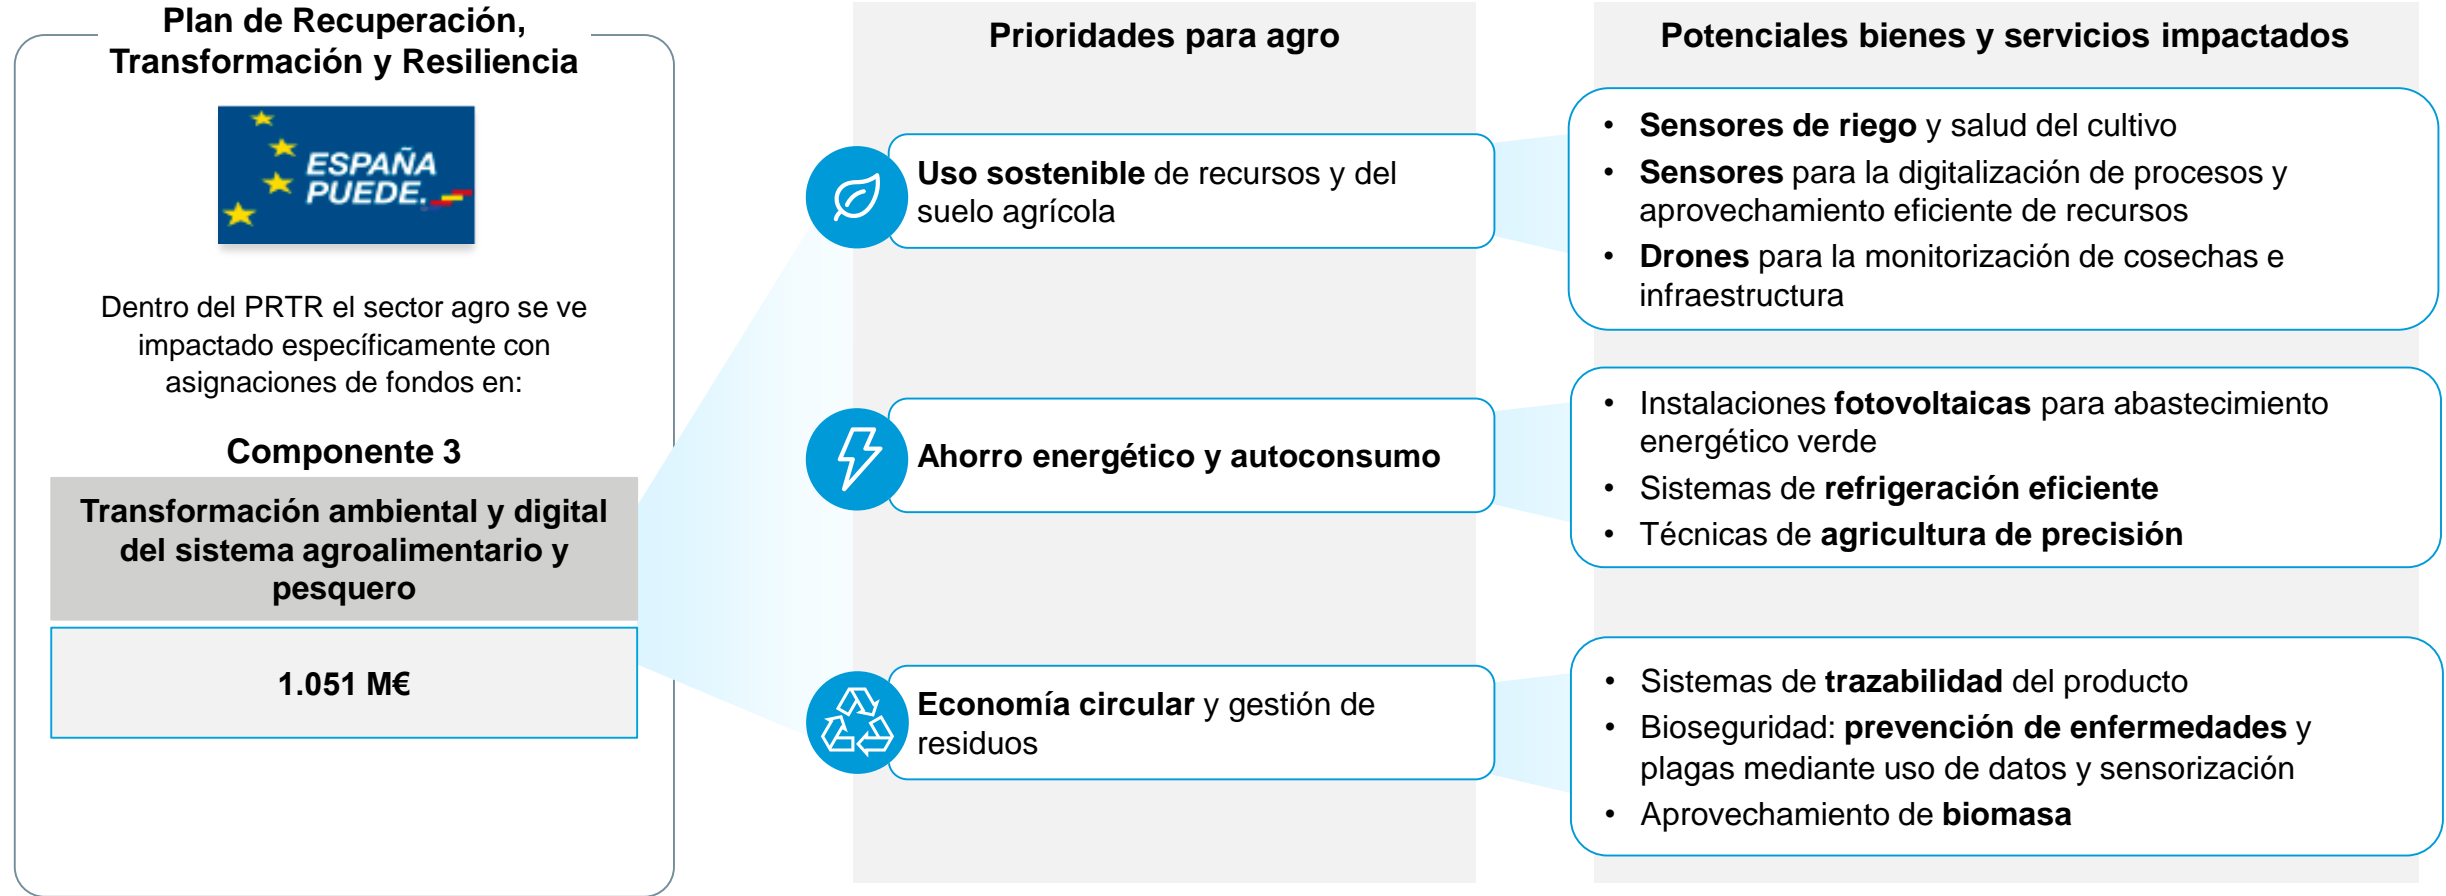 Plan de Recuperación,
Transformación y Resiliencia
ESPAÑA
PUEDE.
Dentro del PRTR el sector agro se ve
impactado específicamente con
asignaciones de fondos en:
Componente 3
Transformación ambiental y digital
del sistema agroalimentario y
pesquero
1.051 M€
Prioridades para agro
Uso sostenible de recursos y del
suelo agrícola
Ahorro energético y autoconsumo
Economía circular y gestión de
residuos
Potenciales bienes y servicios impactados
• Sensores de riego y salud del cultivo
• Sensores para la digitalización de procesos y
aprovechamiento eficiente de recursos
• Drones para la monitorización de cosechas e
infraestructura
• Instalaciones fotovoltaicas para abastecimiento
energético verde
• Sistemas de refrigeración eficiente
• Técnicas de agricultura de precisión
• Sistemas de trazabilidad del producto
• Bioseguridad: prevención de enfermedades y
plagas mediante uso de datos y sensorización
• Aprovechamiento de biomasa